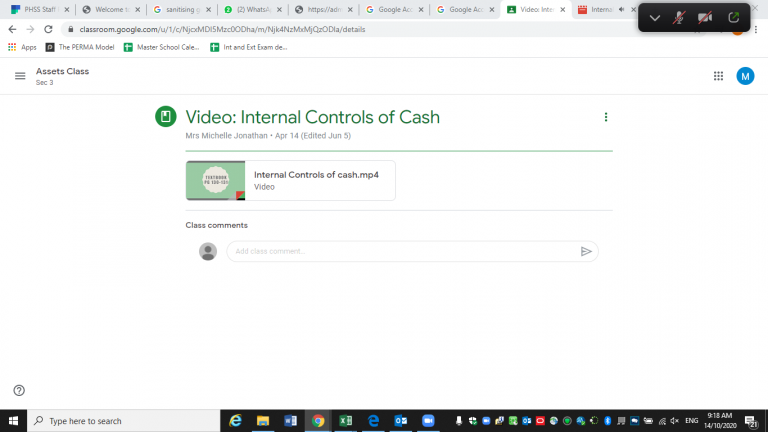 PHSS Staff
Welcome to
sanitising g
(2) WhatsA
https://adm
Google Acc
Google Acc
Video: Inte
Interna
classroom.google.com/u/1/c/NjcxMDI5Mzc0ODha/m/Njk4NzMxMjQzODla/details
Apps
The PERMA Model
Master School Cale...
Int and Ext Exam de...
Assets Class
Sec 3
M
Video: Internal Controls of Cash
Mrs Michelle Jonathan • Apr 14 (Edited Jun 5)
TEXTBOOK
Internal Controls of cash.mp4
Video
Class comments
Add class comment...
Type here to search
ENG
9:18 AM
14/10/2020
21